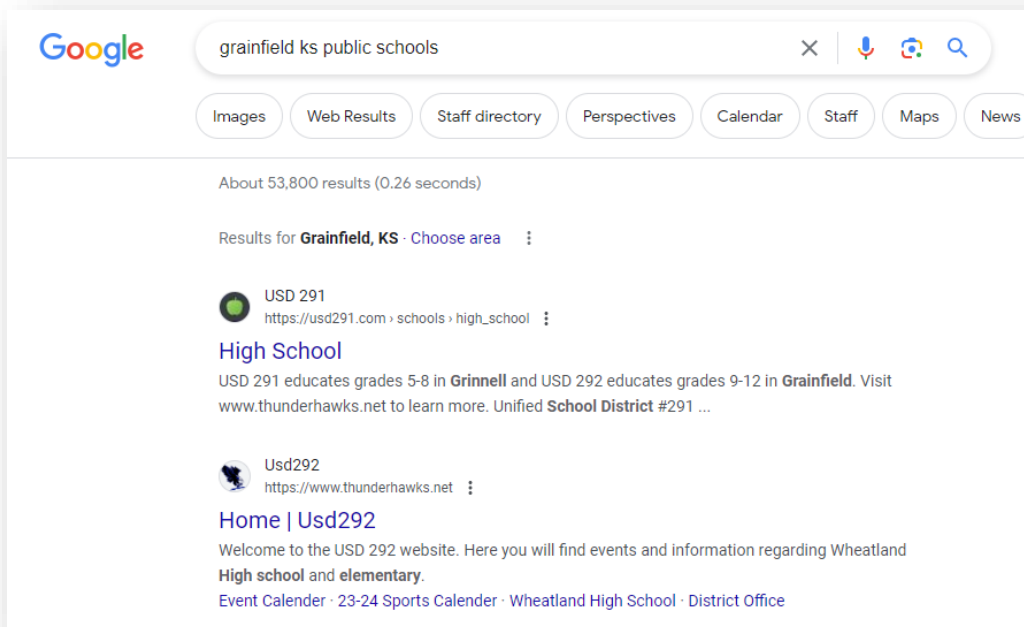 Google
grainfield ks public schools
Images
Web Results
Staff directory
Perspectives
Calendar
Staff
Maps
News
About 53,800 results (0.26 seconds)
Results for Grainfield, KS · Choose area
USD 291
https://usd291.com › schools › high_school
High School
USD 291 educates grades 5-8 in Grinnell and USD 292 educates grades 9-12 in Grainfield. Visit
www.thunderhawks.net to learn more. Unified School District #291 ...
Usd292
https://www.thunderhawks.net
Home | Usd292
Welcome to the USD 292 website. Here you will find events and information regarding Wheatland
High school and elementary.
Event Calender · 23-24 Sports Calender · Wheatland High School · District Office